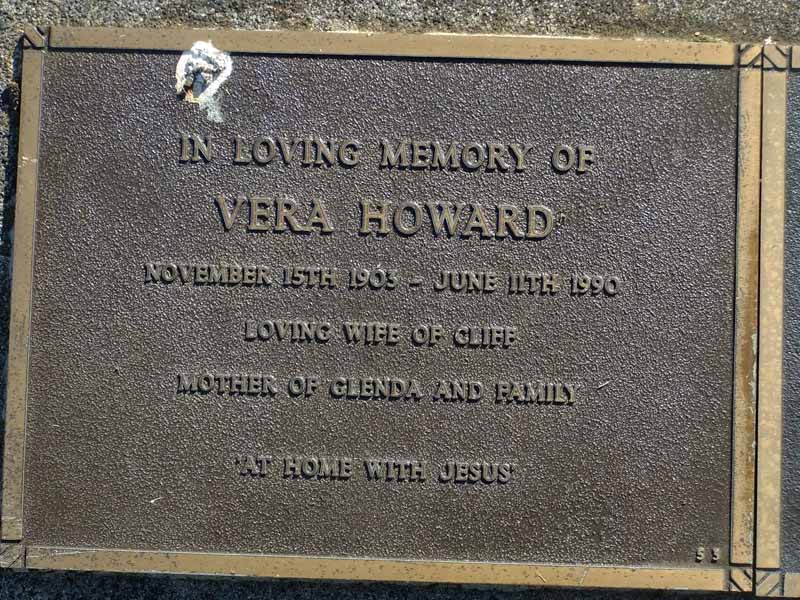 IN LOVING MEMORY OF
VERA HOWARD
NOVEMBER 15TH 1903 - JUNE 11TH 1990
LOVING WIFE OF CLIFF
MOTHER OF GLENDA AND FAMILY
'AT HOME WITH JESUS'
53